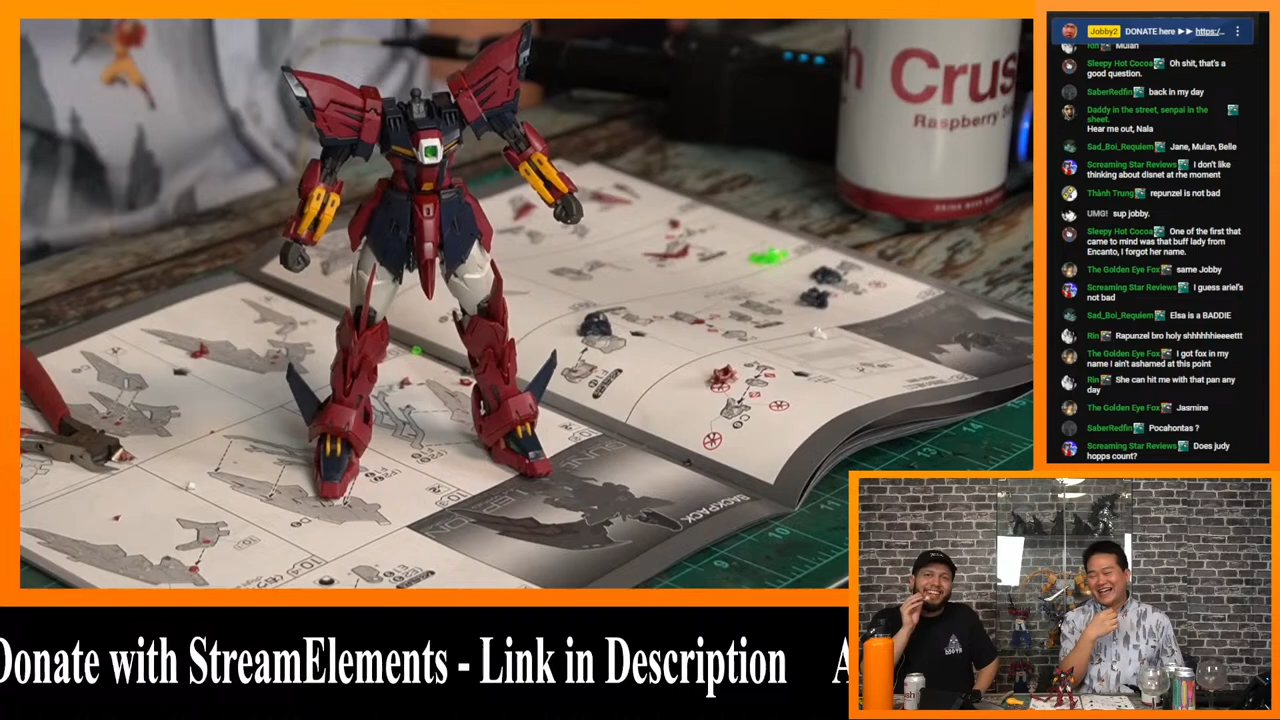 Crus
Raspberry
BACKPACK
10
11
13
Jobby2 DONATE here ►► https:/...
Rin Mulan
Sleepy Hot Cocoa Oh shit, that's a
good question.
SaberRedfin back in my day
Daddy in the street, senpai in the
sheet.
Hear me out, Nala
Sad_Boi_Requiem Jane, Mulan, Belle
Screaming Star Reviews I don't like
thinking about disnet at rhe moment
Thành Trung repunzel is not bad
UMG! sup jobby.
Sleepy Hot Cocoa One of the first that
came to mind was that buff lady from
Encanto, I forgot her name.
The Golden Eye Fox same Jobby
Screaming Star Reviews I guess ariel's
not bad
Sad_Boi_Requiem Elsa is a BADDIE
Rin Rapunzel bro holy shhhhhhieeeettt
The Golden Eye Fox I got fox in my
name I ain't ashamed at this point
Rin She can hit me with that pan any
day
The Golden Eye Fox Jasmine
SaberRedfin Pocahontas ?
Screaming Star Reviews Does judy
hopps count?
Donate with StreamElements - Link in Description A